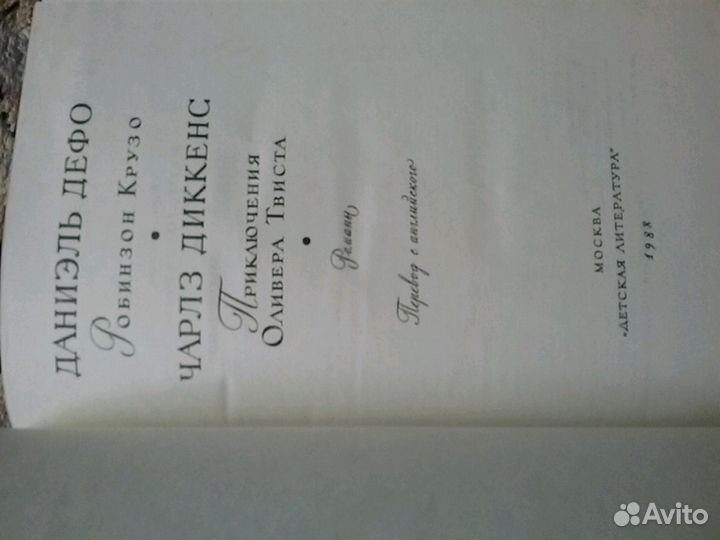 ДАНИЭЛЬ ДЕФО
РОБИНЗОН КРУЗО
•
ЧАРЛЗ ДИККЕНС
ПРИКЛЮЧЕНИЯ
ОЛИВЕРА ТВИСТА
•
Романы
Перевод с английского
МОСКВА
"ДЕТСКАЯ ЛИТЕРАТУРА"
1988
Avito